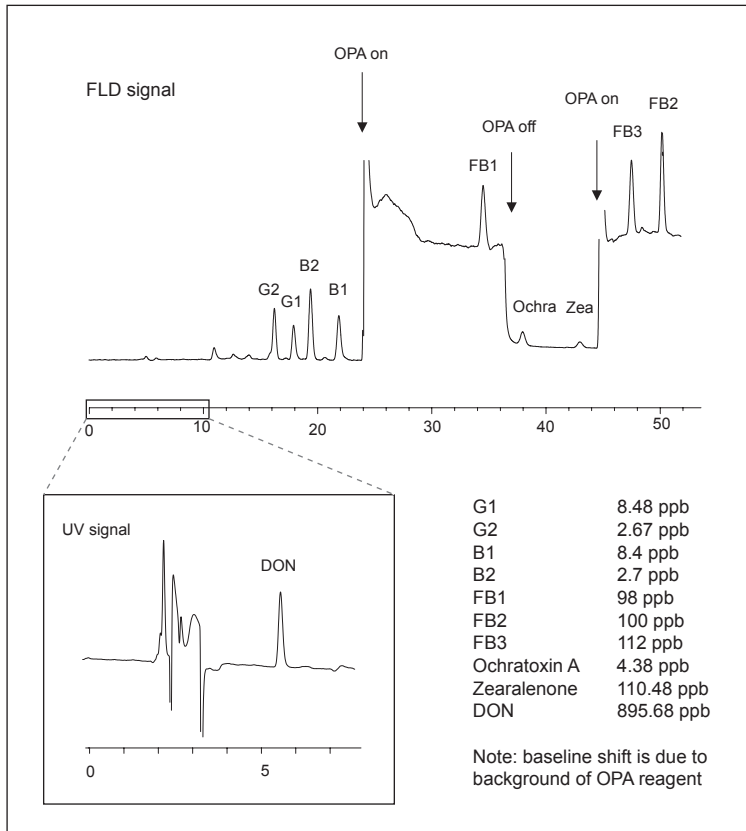 FLD signal
OPA on
OPA off
OPA on
G2
G1
B2
B1
FB1
Ochra
Zea
FB3
FB2
0
10
20
30
40
50
UV signal
DON
0
5
G1 8.48 ppb
G2 2.67 ppb
B1 8.4 ppb
B2 2.7 ppb
FB1 98 ppb
FB2 100 ppb
FB3 112 ppb
Ochratoxin A 4.38 ppb
Zearalenone 110.48 ppb
DON 895.68 ppb
Note: baseline shift is due to
background of OPA reagent